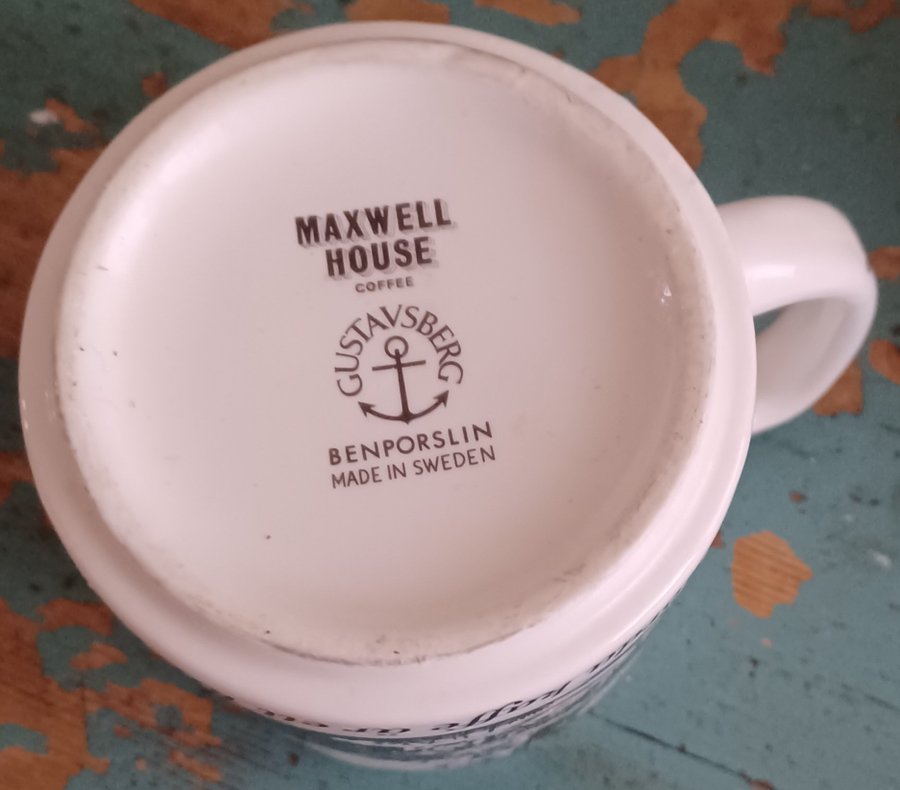 MAXWELL
HOUSE
COFFEE
GUSTAVSBERG
BENPORSLIN
MADE IN SWEDEN